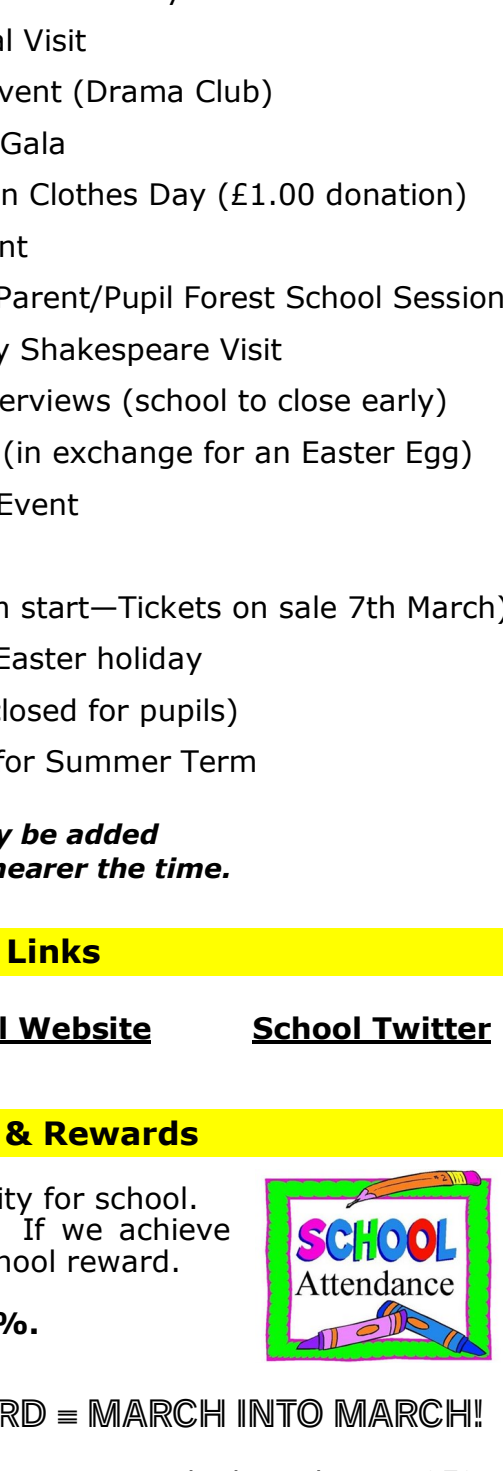 al Visit
vent (Drama Club)
Gala
n Clothes Day (£1.00 donation)
nt
Parent/Pupil Forest School Session
y Shakespeare Visit
erviews (school to close early)
(in exchange for an Easter Egg)
Event
start—Tickets on sale 7th March)
Easter holiday
closed for pupils)
for Summer Term
y be added
nearer the time.
Links
l Website School Twitter
& Rewards
ity for school.
If we achieve
hool reward.
%.
SCHOOL
Attendance
RD = MARCH INTO MARCH!